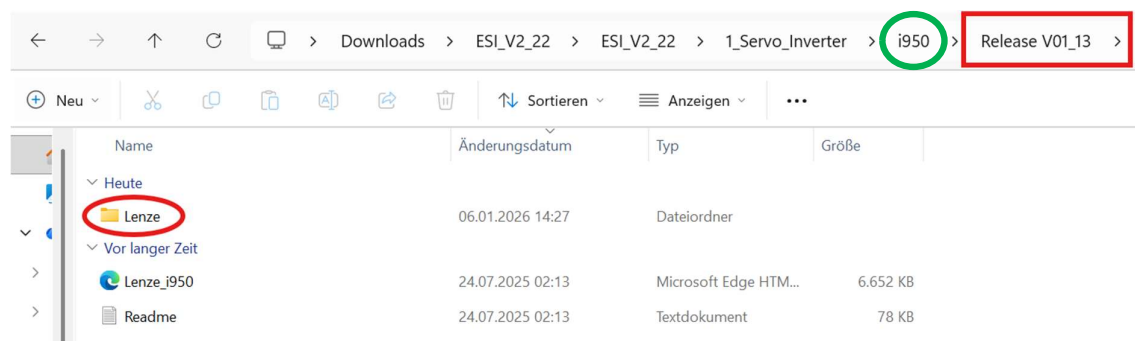 Downloads > ESI_V2_22 > ESI_V2_22 > 1_Servo_Inverter > i950 > Release V01_13 >
Neu Sortieren Anzeigen ...
Name Änderungsdatum Typ Größe
Heute
Lenze 06.01.2026 14:27 Dateiordner
Vor langer Zeit
Lenze_i950 24.07.2025 02:13 Microsoft Edge HTM... 6.652 KB
Readme 24.07.2025 02:13 Textdokument 78 KB